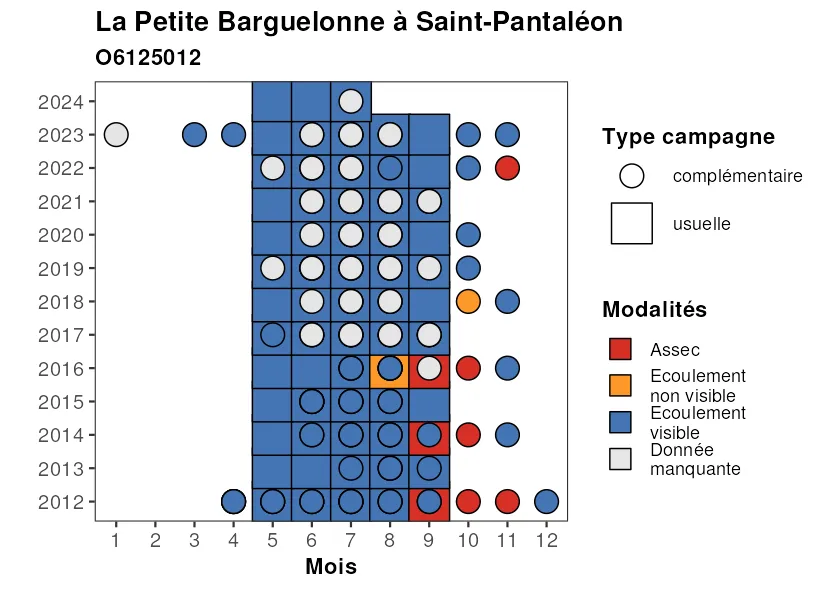 La Petite Barguelonne à Saint-Pantaléon
O6125012
2024
2023
2022
2021
2020
2019
2018
2017
2016
2015
2014
2013
2012
1 2 3 4 5 6 7 8 9 10 11 12
Mois
Type campagne
complémentaire
usuelle
Modalités
Assec
Ecoulement
non visible
Ecoulement
visible
Donnée
manquante